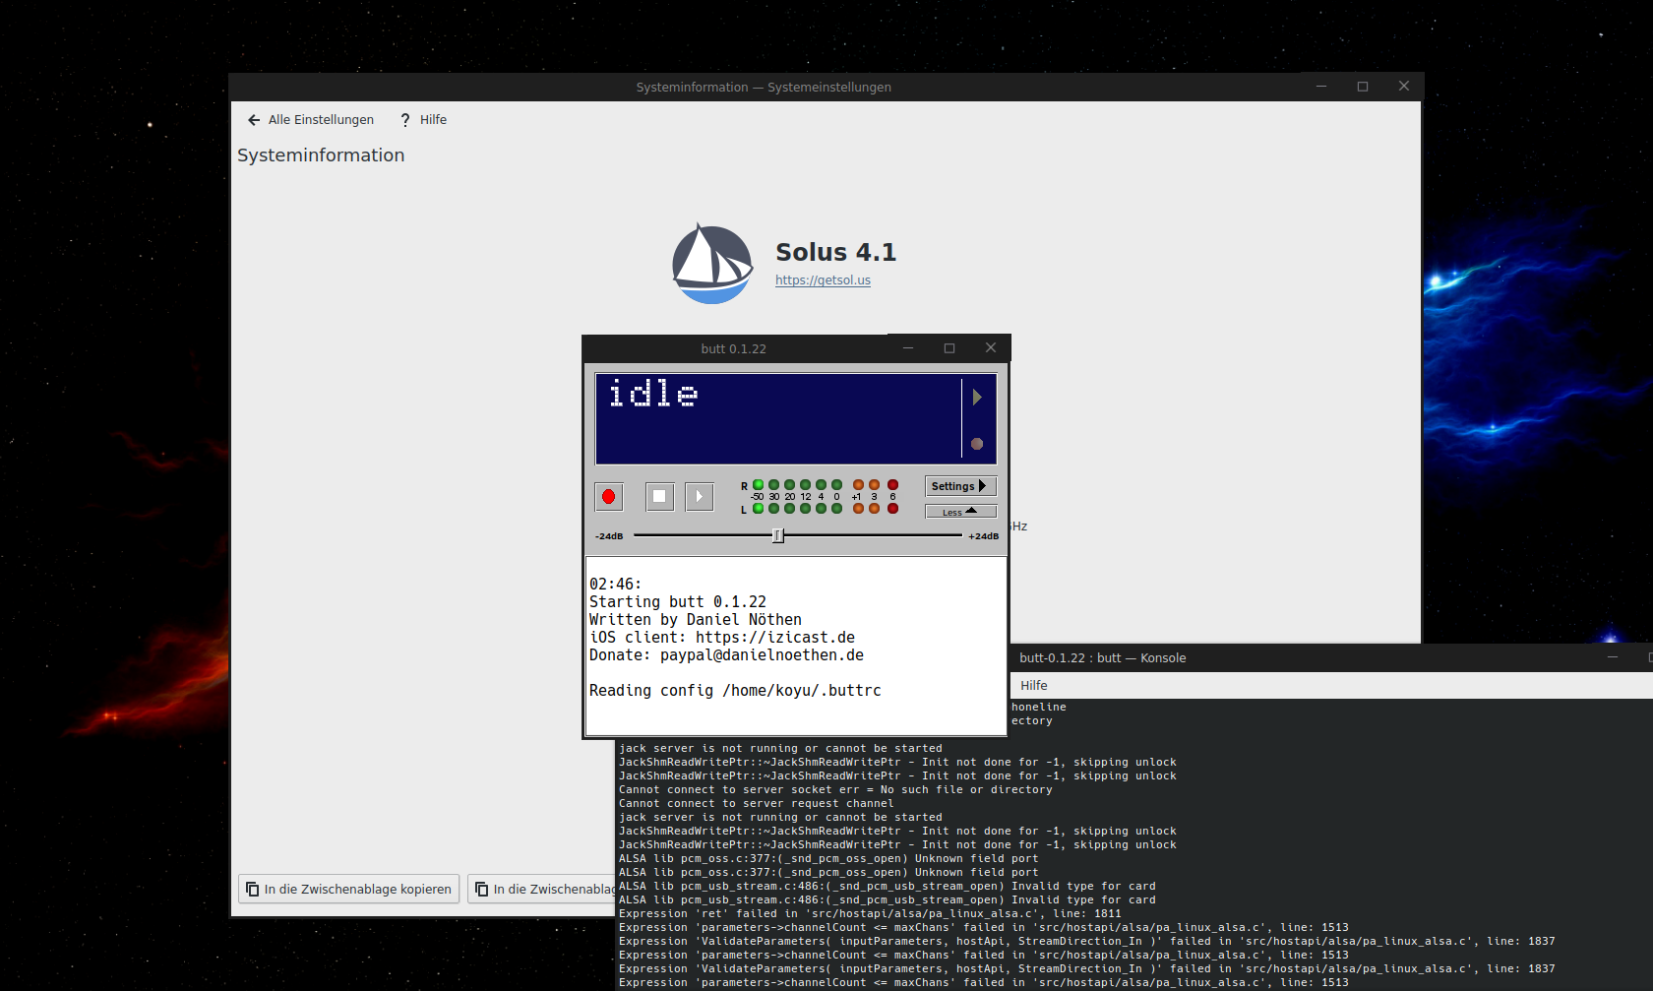 Systeminformation — Systemeinstellungen
Alle Einstellungen
? Hilfe
Systeminformation
Solus 4.1
https://getsol.us
butt 0.1.22
idle
R
-50 30 20 12 4 0 +1 3 6
L
Settings
Less
-24dB
+24dB
02:46:
Starting butt 0.1.22
Written by Daniel Nöthen
iOS client: https://izicast.de
Donate: paypal@danielnoethen.de
Reading config /home/koyu/.buttrc
Hz
butt-0.1.22 : butt — Konsole
Hilfe
honeline
ectory
jack server is not running or cannot be started
JackShmReadWritePtr::~JackShmReadWritePtr - Init not done for -1, skipping unlock
JackShmReadWritePtr::~JackShmReadWritePtr - Init not done for -1, skipping unlock
Cannot connect to server socket err = No such file or directory
Cannot connect to server request channel
jack server is not running or cannot be started
JackShmReadWritePtr::~JackShmReadWritePtr - Init not done for -1, skipping unlock
JackShmReadWritePtr::~JackShmReadWritePtr - Init not done for -1, skipping unlock
ALSA lib pcm_oss.c:377:(_snd_pcm_oss_open) Unknown field port
ALSA lib pcm_oss.c:377:(_snd_pcm_oss_open) Unknown field port
ALSA lib pcm_usb_stream.c:486:(_snd_pcm_usb_stream_open) Invalid type for card
ALSA lib pcm_usb_stream.c:486:(_snd_pcm_usb_stream_open) Invalid type for card
Expression 'ret' failed in 'src/hostapi/alsa/pa_linux_alsa.c', line: 1811
Expression 'parameters->channelCount <= maxChans' failed in 'src/hostapi/alsa/pa_linux_alsa.c', line: 1513
Expression 'ValidateParameters( inputParameters, hostApi, StreamDirection_In )' failed in 'src/hostapi/alsa/pa_linux_alsa.c', line: 1837
Expression 'parameters->channelCount <= maxChans' failed in 'src/hostapi/alsa/pa_linux_alsa.c', line: 1513
Expression 'ValidateParameters( inputParameters, hostApi, StreamDirection_In )' failed in 'src/hostapi/alsa/pa_linux_alsa.c', line: 1837
Expression 'parameters->channelCount <= maxChans' failed in 'src/hostapi/alsa/pa_linux_alsa.c', line: 1513
In die Zwischenablage kopieren
In die Zwischenablag